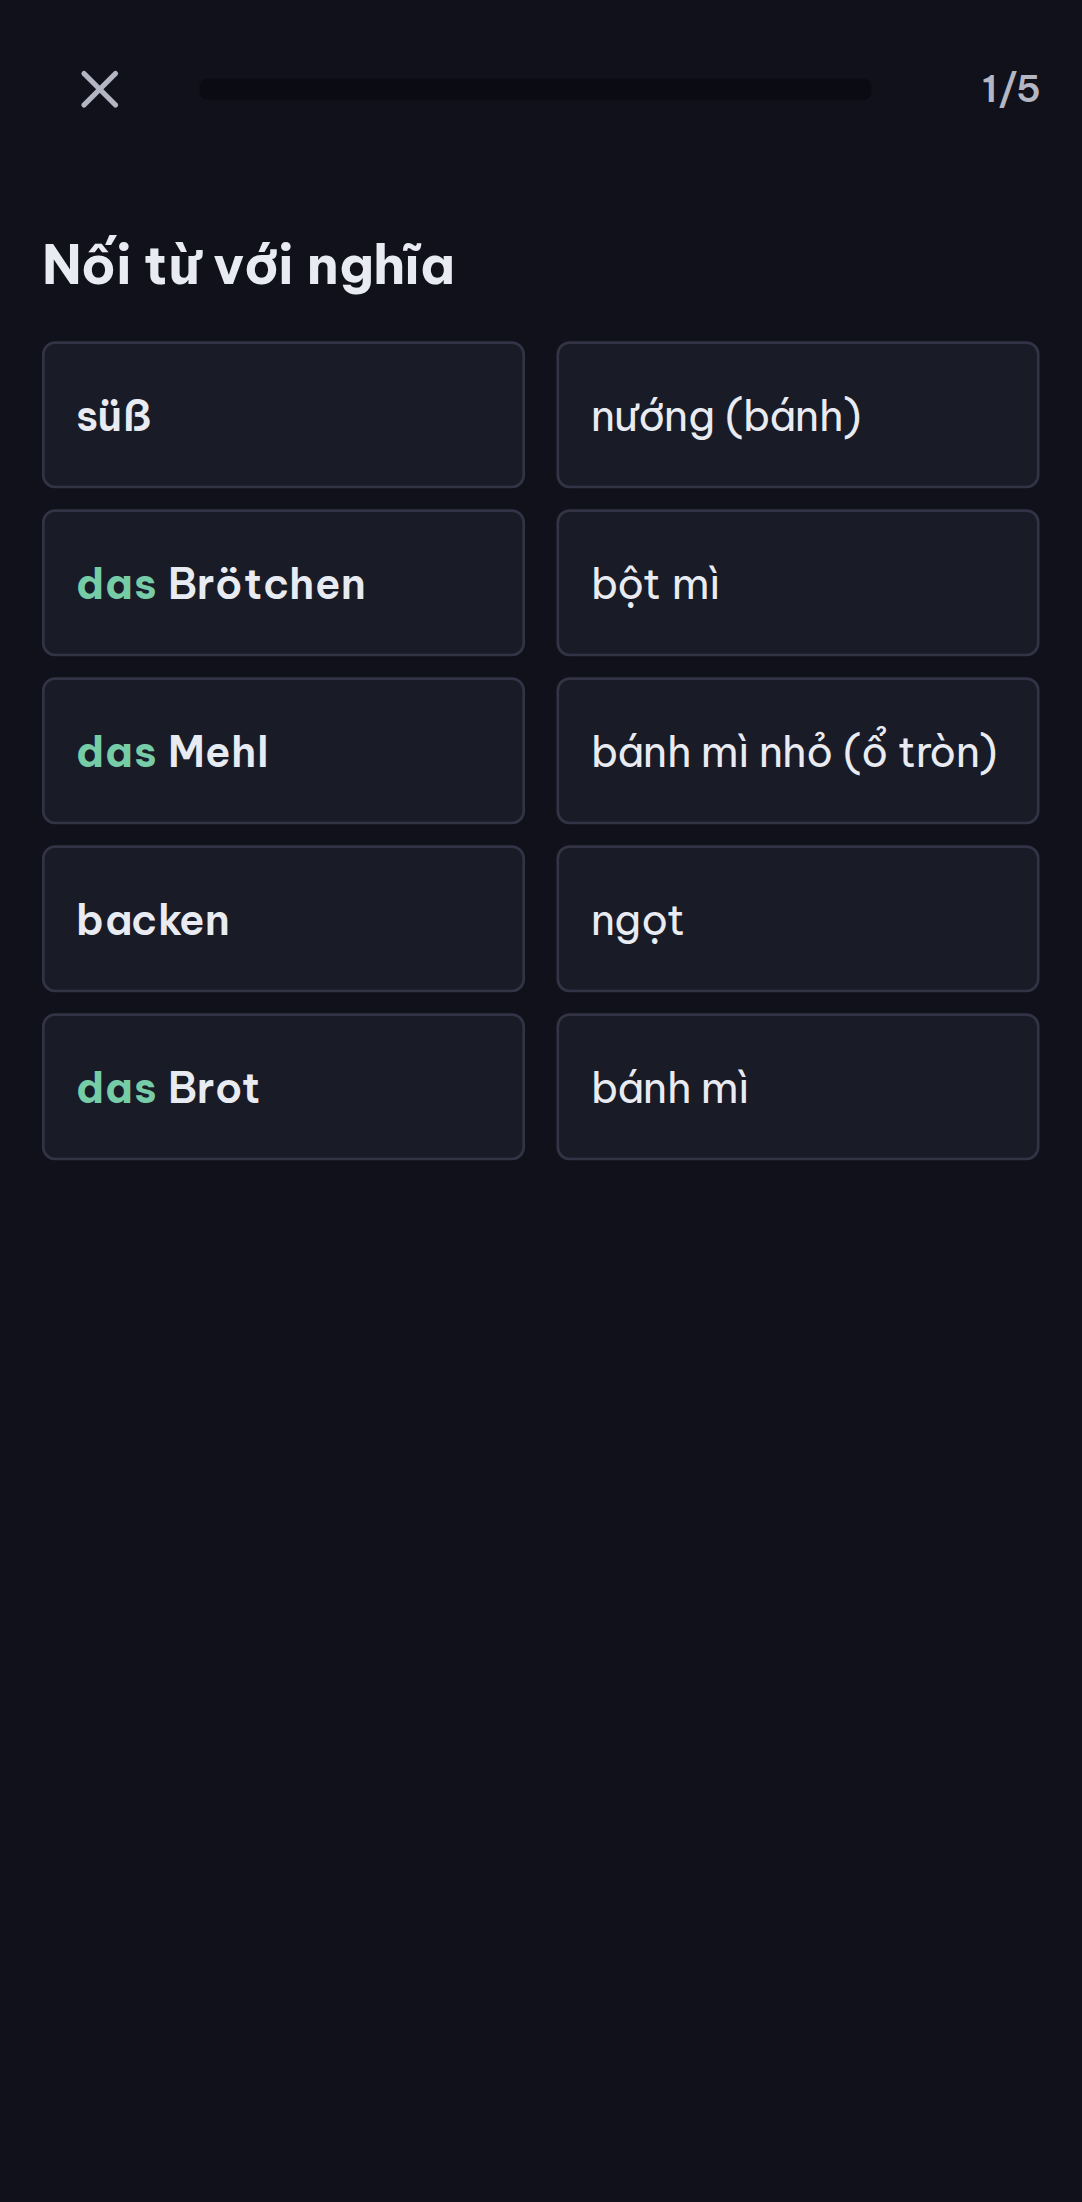 1/5
Nối từ với nghĩa
süß
nướng (bánh)
das Brötchen
bột mì
das Mehl
bánh mì nhỏ (ổ tròn)
backen
ngọt
das Brot
bánh mì